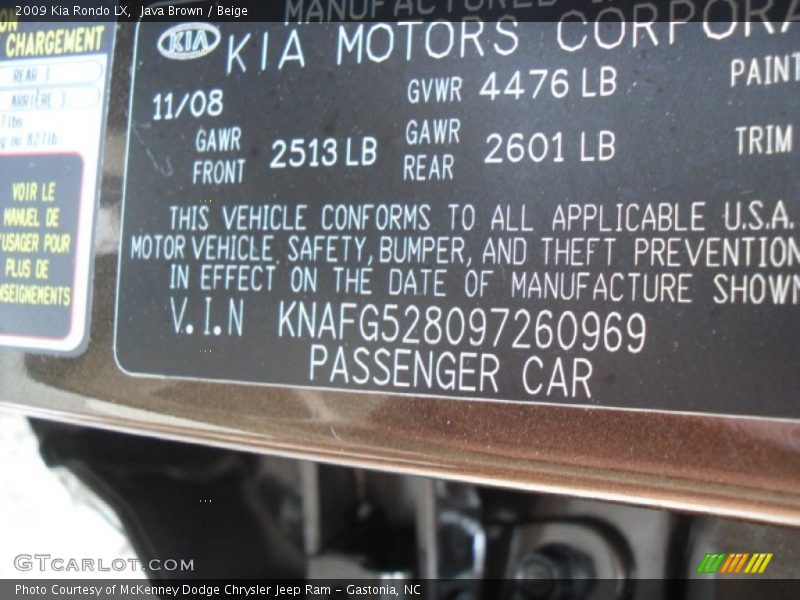 2009 Kia Rondo LX, Java Brown / Beige
MANUFACTURED
CHARGEMENT
REAR 3
ARRIÈRE 3
VOIR LE
MANUEL DE
L'USAGER POUR
PLUS DE
KIA KIA MOTORS CORPORA
11/08 GVWR 4476 LB PAINT
GAWR FRONT 2513 LB GAWR REAR 2601 LB TRIM
THIS VEHICLE CONFORMS TO ALL APPLICABLE U.S.A.
MOTOR VEHICLE SAFETY, BUMPER, AND THEFT PREVENTION
IN EFFECT ON THE DATE OF MANUFACTURE SHOWN
V.I.N KNAFG528097260969
PASSENGER CAR
GTcarlot.com
Photo Courtesy of McKenney Dodge Chrysler Jeep Ram - Gastonia, NC